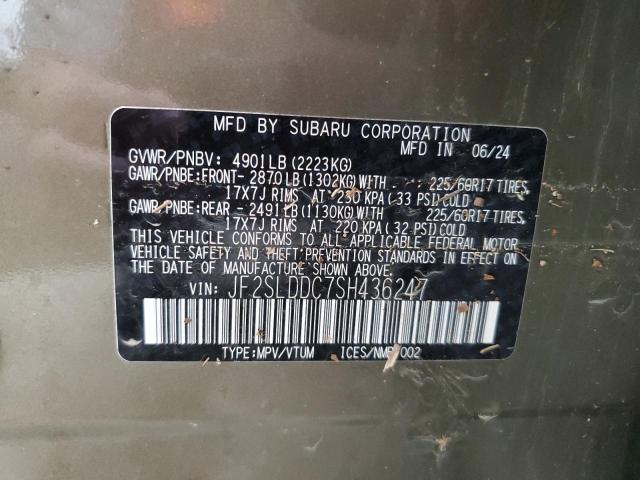 MFD BY SUBARU CORPORATION
MFD IN 06/24
GVWR/PNBV: 4901LB (2223KG)
GAWR/PNBE:FRONT- 2870LB (1302KG) WITH 225/60R17 TIRES
17X7J RIMS AT 230 KPA (33 PSI) COLD
GAWR/PNBE:REAR - 2491LB (1130KG) WITH 225/60R17 TIRES
17X7J RIMS AT 220 KPA (32 PSI) COLD
THIS VEHICLE CONFORMS TO ALL APPLICABLE FEDERAL MOTOR
VEHICLE SAFETY AND THEFT PREVENTION STANDARDS IN EFFECT ON
THE DATE OF MANUFACTURE SHOWN ABOVE.
VIN: JF2SLDDC7SH436247
TYPE:MPV/VTUM ICES/NMB-002